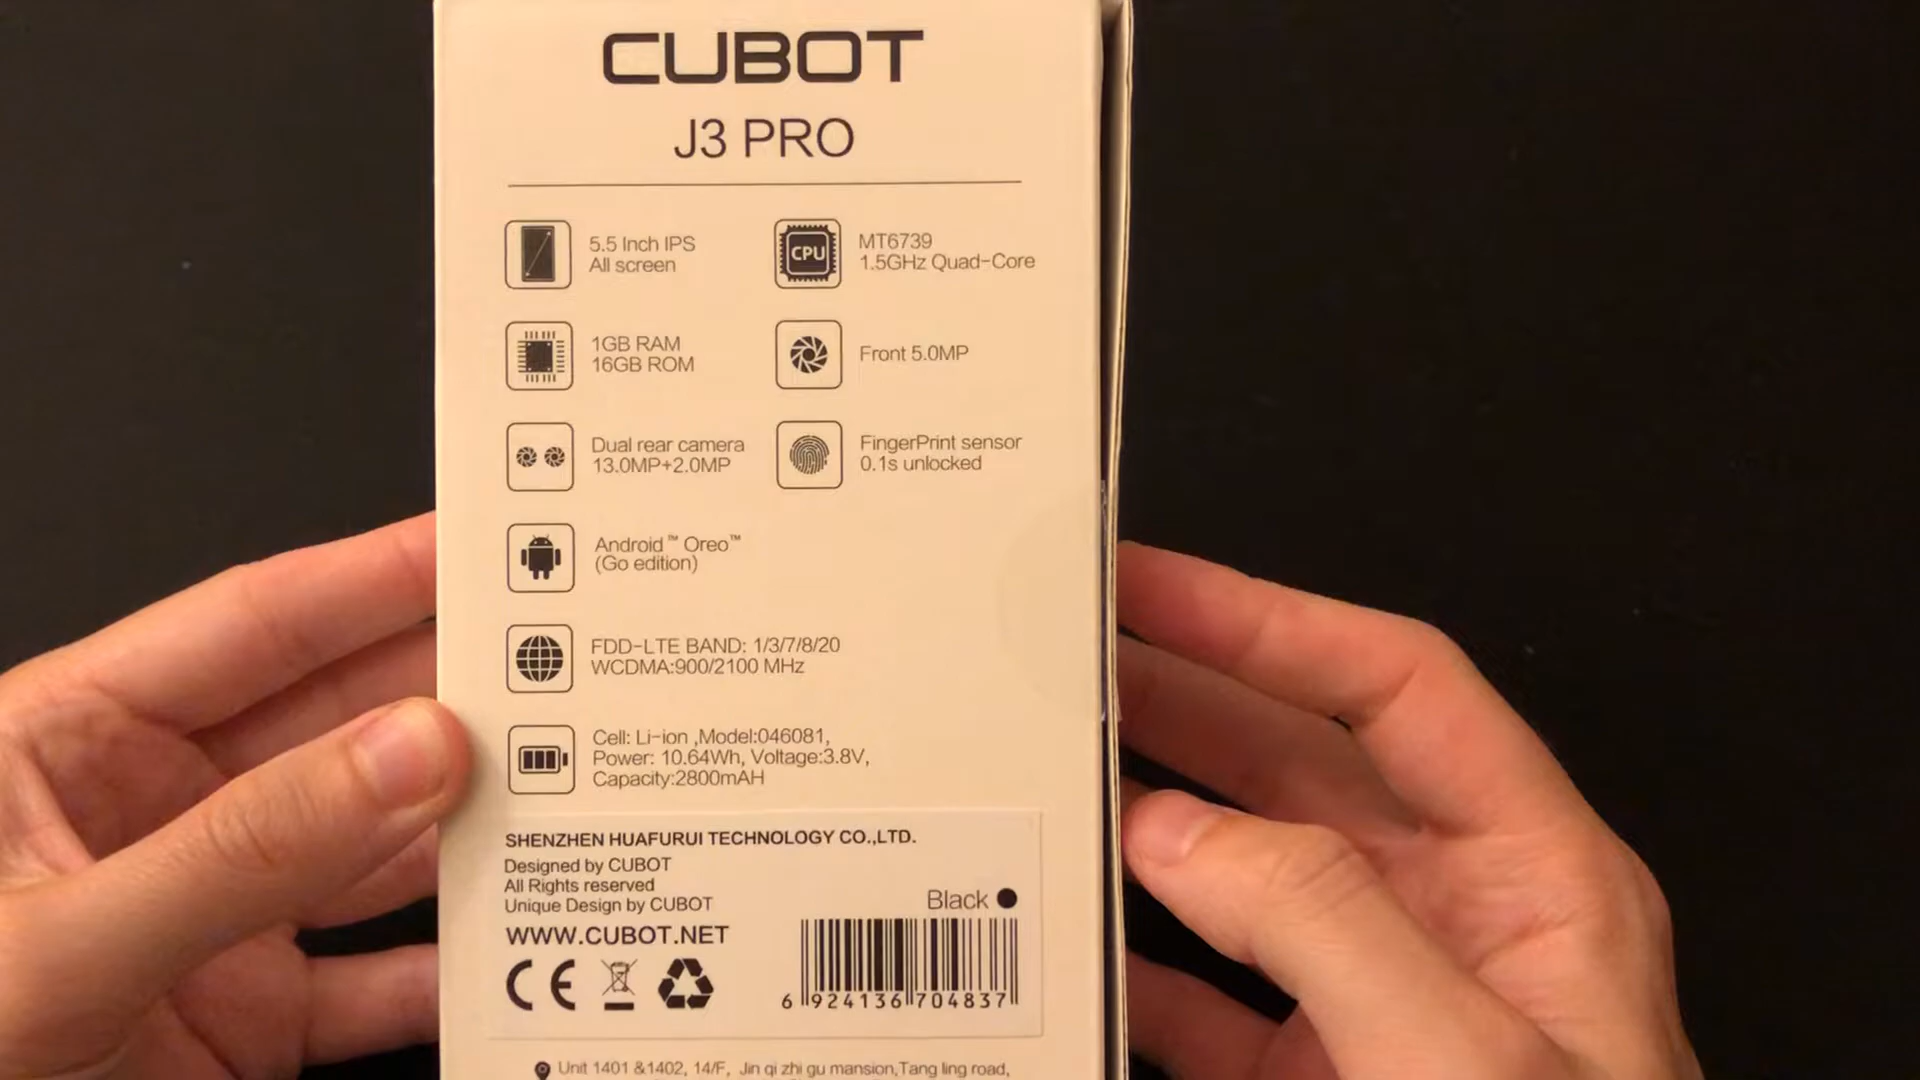 CUBOT
J3 PRO
5.5 Inch IPS
All screen
CPU
MT6739
1.5GHz Quad-Core
1GB RAM
16GB ROM
Front 5.0MP
Dual rear camera
13.0MP+2.0MP
FingerPrint sensor
0.1s unlocked
Android™ Oreo™
(Go edition)
FDD-LTE BAND: 1/3/7/8/20
WCDMA:900/2100 MHz
Cell: Li-ion ,Model:046081,
Power: 10.64Wh, Voltage:3.8V,
Capacity:2800mAH
SHENZHEN HUAFURUI TECHNOLOGY CO.,LTD.
Designed by CUBOT
All Rights reserved
Unique Design by CUBOT
Black
WWW.CUBOT.NET
CE
6 924136 704837
Unit 1401 &1402, 14/F, Jin qi zhi gu mansion,Tang ling road,